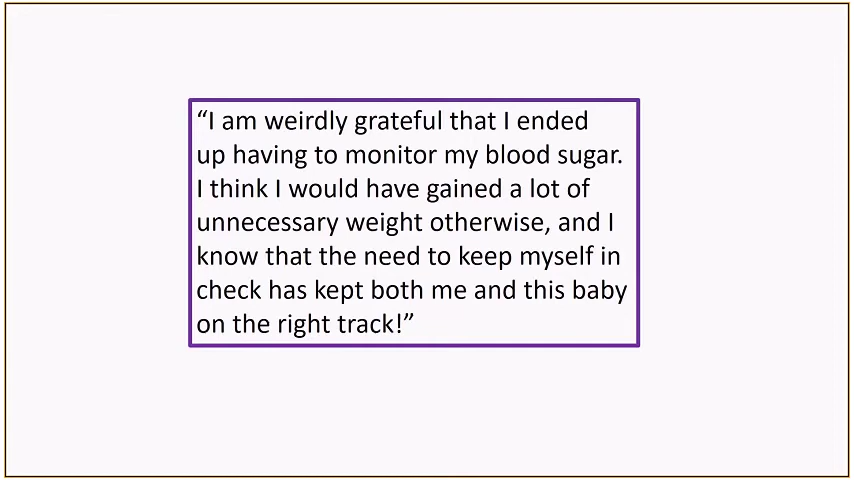 “I am weirdly grateful that I ended
up having to monitor my blood sugar.
I think I would have gained a lot of
unnecessary weight otherwise, and I
know that the need to keep myself in
check has kept both me and this baby
on the right track!”